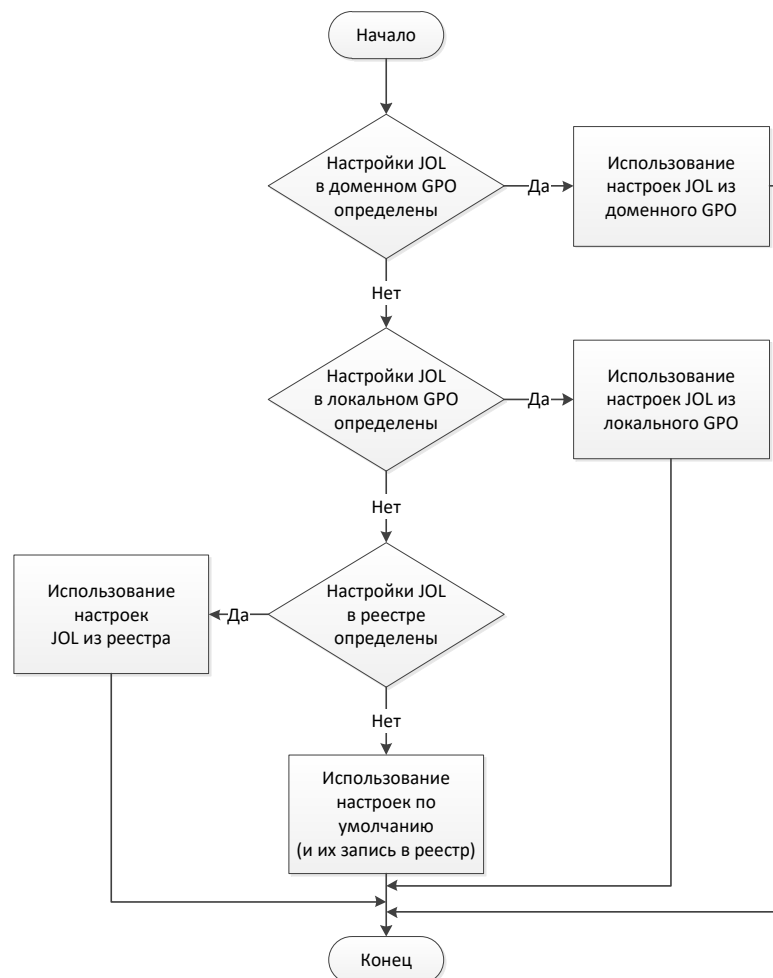 Начало
Настройки JOL
в доменном GPO
определены
Да
Использование
настроек JOL из
доменного GPO
Нет
Настройки JOL
в локальном GPO
определены
Да
Использование
настроек JOL из
локального GPO
Нет
Настройки JOL
в реестре
определены
Да
Использование
настроек
JOL из реестра
Нет
Использование
настроек по
умолчанию
(и их запись в реестр)
Конец